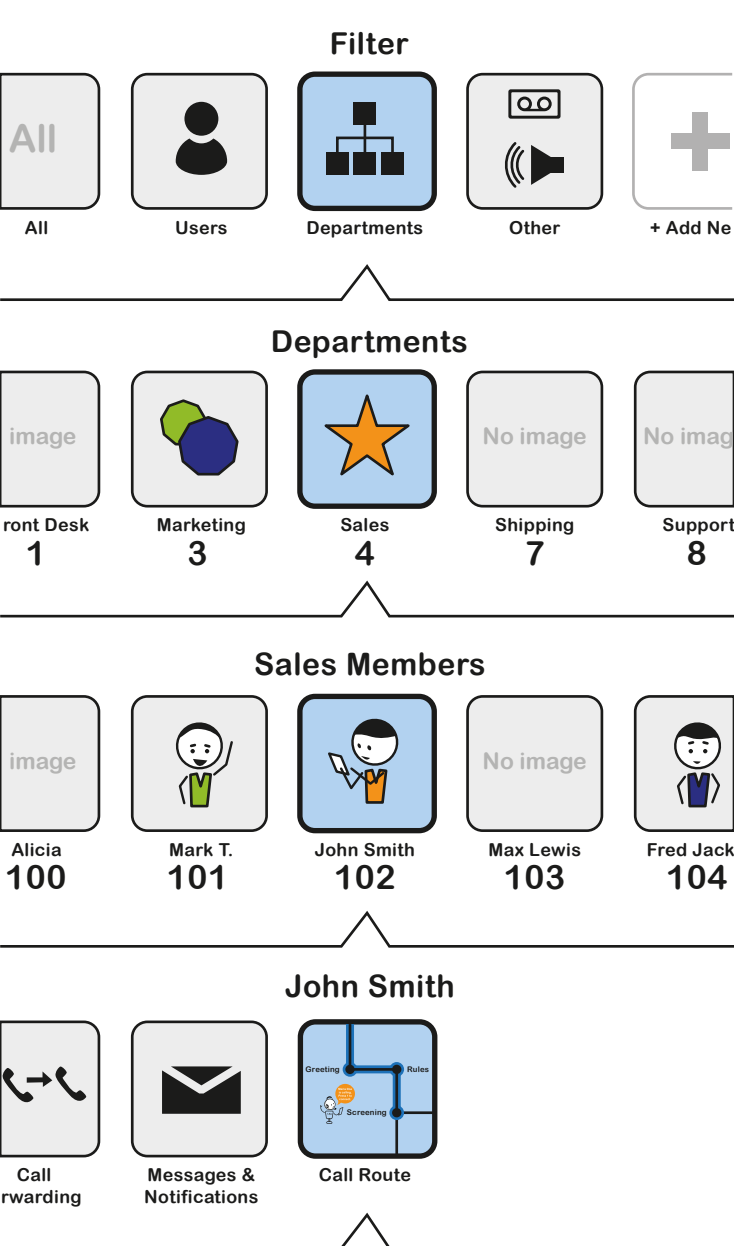 Filter
All
All
Users
Departments
Other
+ Add Ne
Departments
image
No image
No imag
ront Desk
Marketing
Sales
Shipping
Support
1
3
4
7
8
Sales Members
image
No image
Alicia
Mark T.
John Smith
Max Lewis
Fred Jack
100
101
102
103
104
John Smith
Greeting
Rules
Screening
Call
rwarding
Messages &
Notifications
Call Route